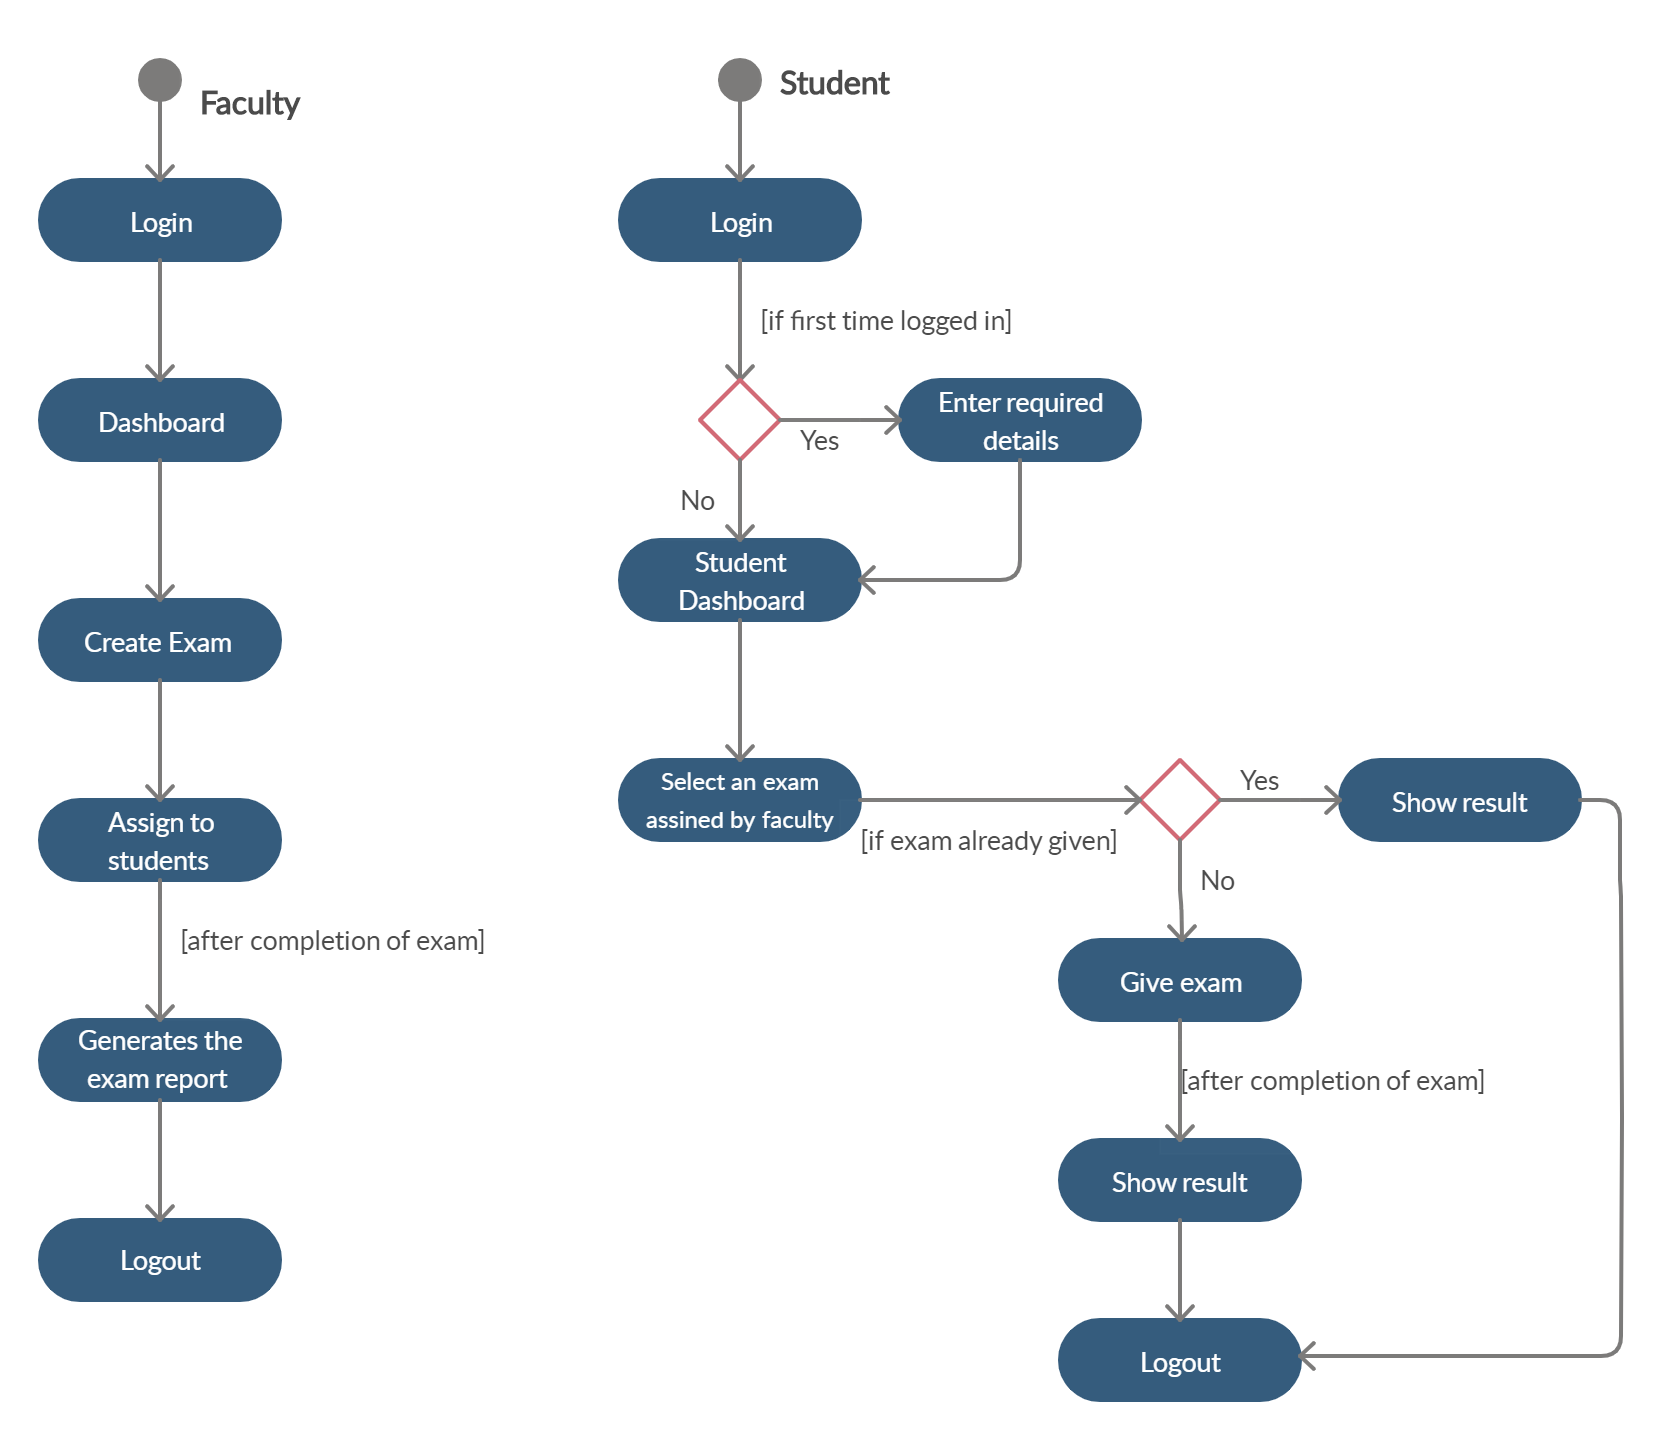 Faculty
Login
Dashboard
Create Exam
Assign to
students
[after completion of exam]
Generates the
exam report
Logout
Student
Login
[if first time logged in]
Yes
Enter required
details
No
Student
Dashboard
Select an exam
assined by faculty
[if exam already given]
Yes
Show result
No
Give exam
[after completion of exam]
Show result
Logout